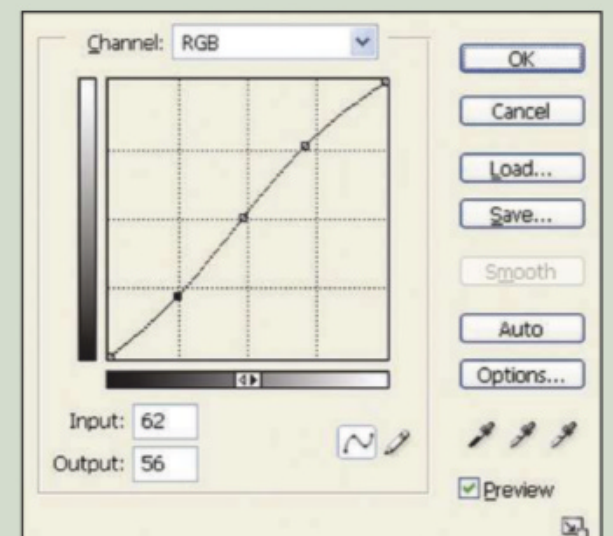 Channel: RGB
OK
Cancel
Load...
Save...
Smooth
Auto
Options...
Input: 62
Output: 56
Preview